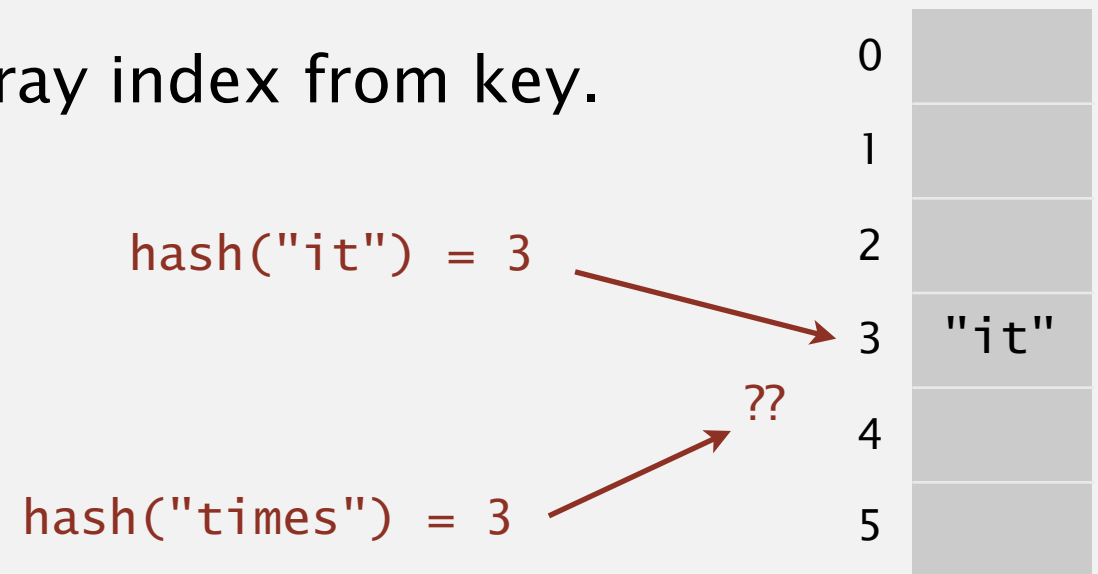 ray index from key.
0
1
hash("it") = 3
2
3 "it"
??
4
hash("times") = 3
5